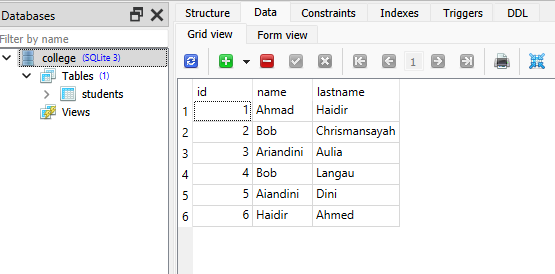 Databases
Filter by name
college (SQLite 3)
Tables (1)
students
Views
Structure Data Constraints Indexes Triggers DDL
Grid view Form view
1
id name lastname
1 1 Ahmad Haidir
2 2 Bob Chrismansayah
3 3 Ariandini Aulia
4 4 Bob Langau
5 5 Aiandini Dini
6 6 Haidir Ahmed